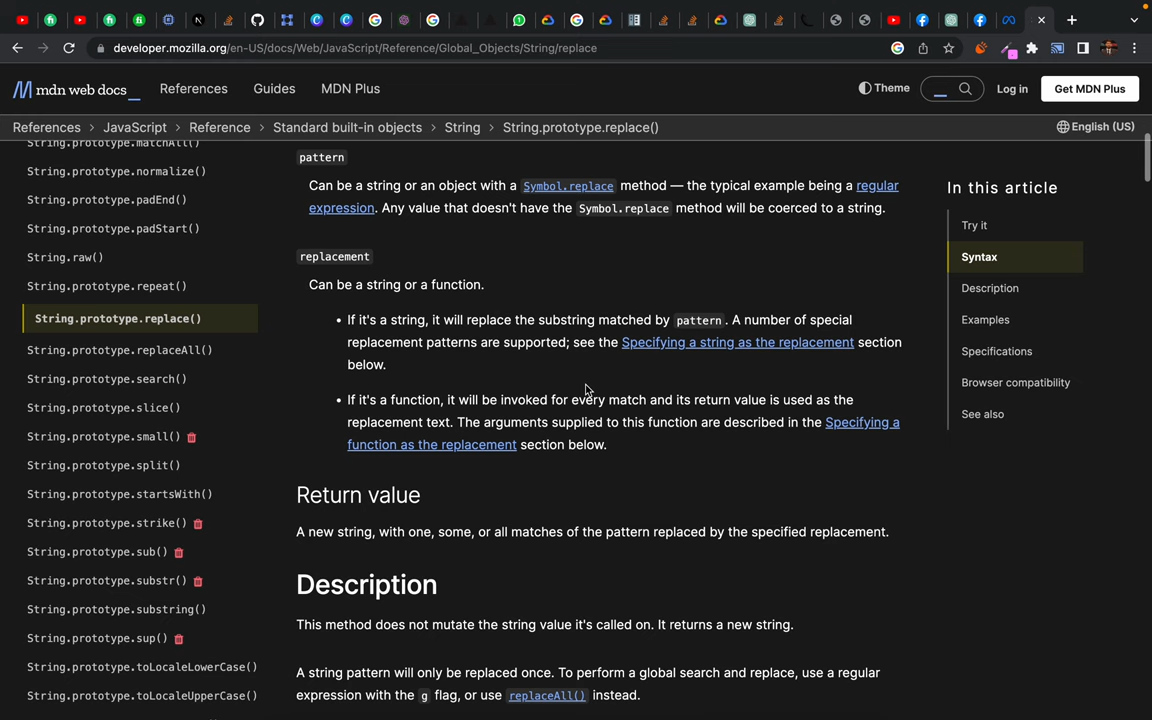 developer.mozilla.org/en-US/docs/Web/JavaScript/Reference/Global_Objects/String/replace
mdn web docs_
References
Guides
MDN Plus
Theme
Log in
Get MDN Plus
References > JavaScript > Reference > Standard built-in objects > String > String.prototype.replace()
English (US)
String.prototype.matchAll()
String.prototype.normalize()
String.prototype.padEnd()
String.prototype.padStart()
String.raw()
String.prototype.repeat()
String.prototype.replace()
String.prototype.replaceAll()
String.prototype.search()
String.prototype.slice()
String.prototype.small()
String.prototype.split()
String.prototype.startsWith()
String.prototype.strike()
String.prototype.sub()
String.prototype.substr()
String.prototype.substring()
String.prototype.sup()
String.prototype.toLocaleLowerCase()
String.prototype.toLocaleUpperCase()
pattern
Can be a string or an object with a Symbol.replace method — the typical example being a regular
expression. Any value that doesn't have the Symbol.replace method will be coerced to a string.
replacement
Can be a string or a function.
• If it's a string, it will replace the substring matched by pattern. A number of special
replacement patterns are supported; see the Specifying a string as the replacement section
below.
• If it's a function, it will be invoked for every match and its return value is used as the
replacement text. The arguments supplied to this function are described in the Specifying a
function as the replacement section below.
Return value
A new string, with one, some, or all matches of the pattern replaced by the specified replacement.
Description
This method does not mutate the string value it's called on. It returns a new string.
A string pattern will only be replaced once. To perform a global search and replace, use a regular
expression with the g flag, or use replaceAll() instead.
In this article
Try it
Syntax
Description
Examples
Specifications
Browser compatibility
See also